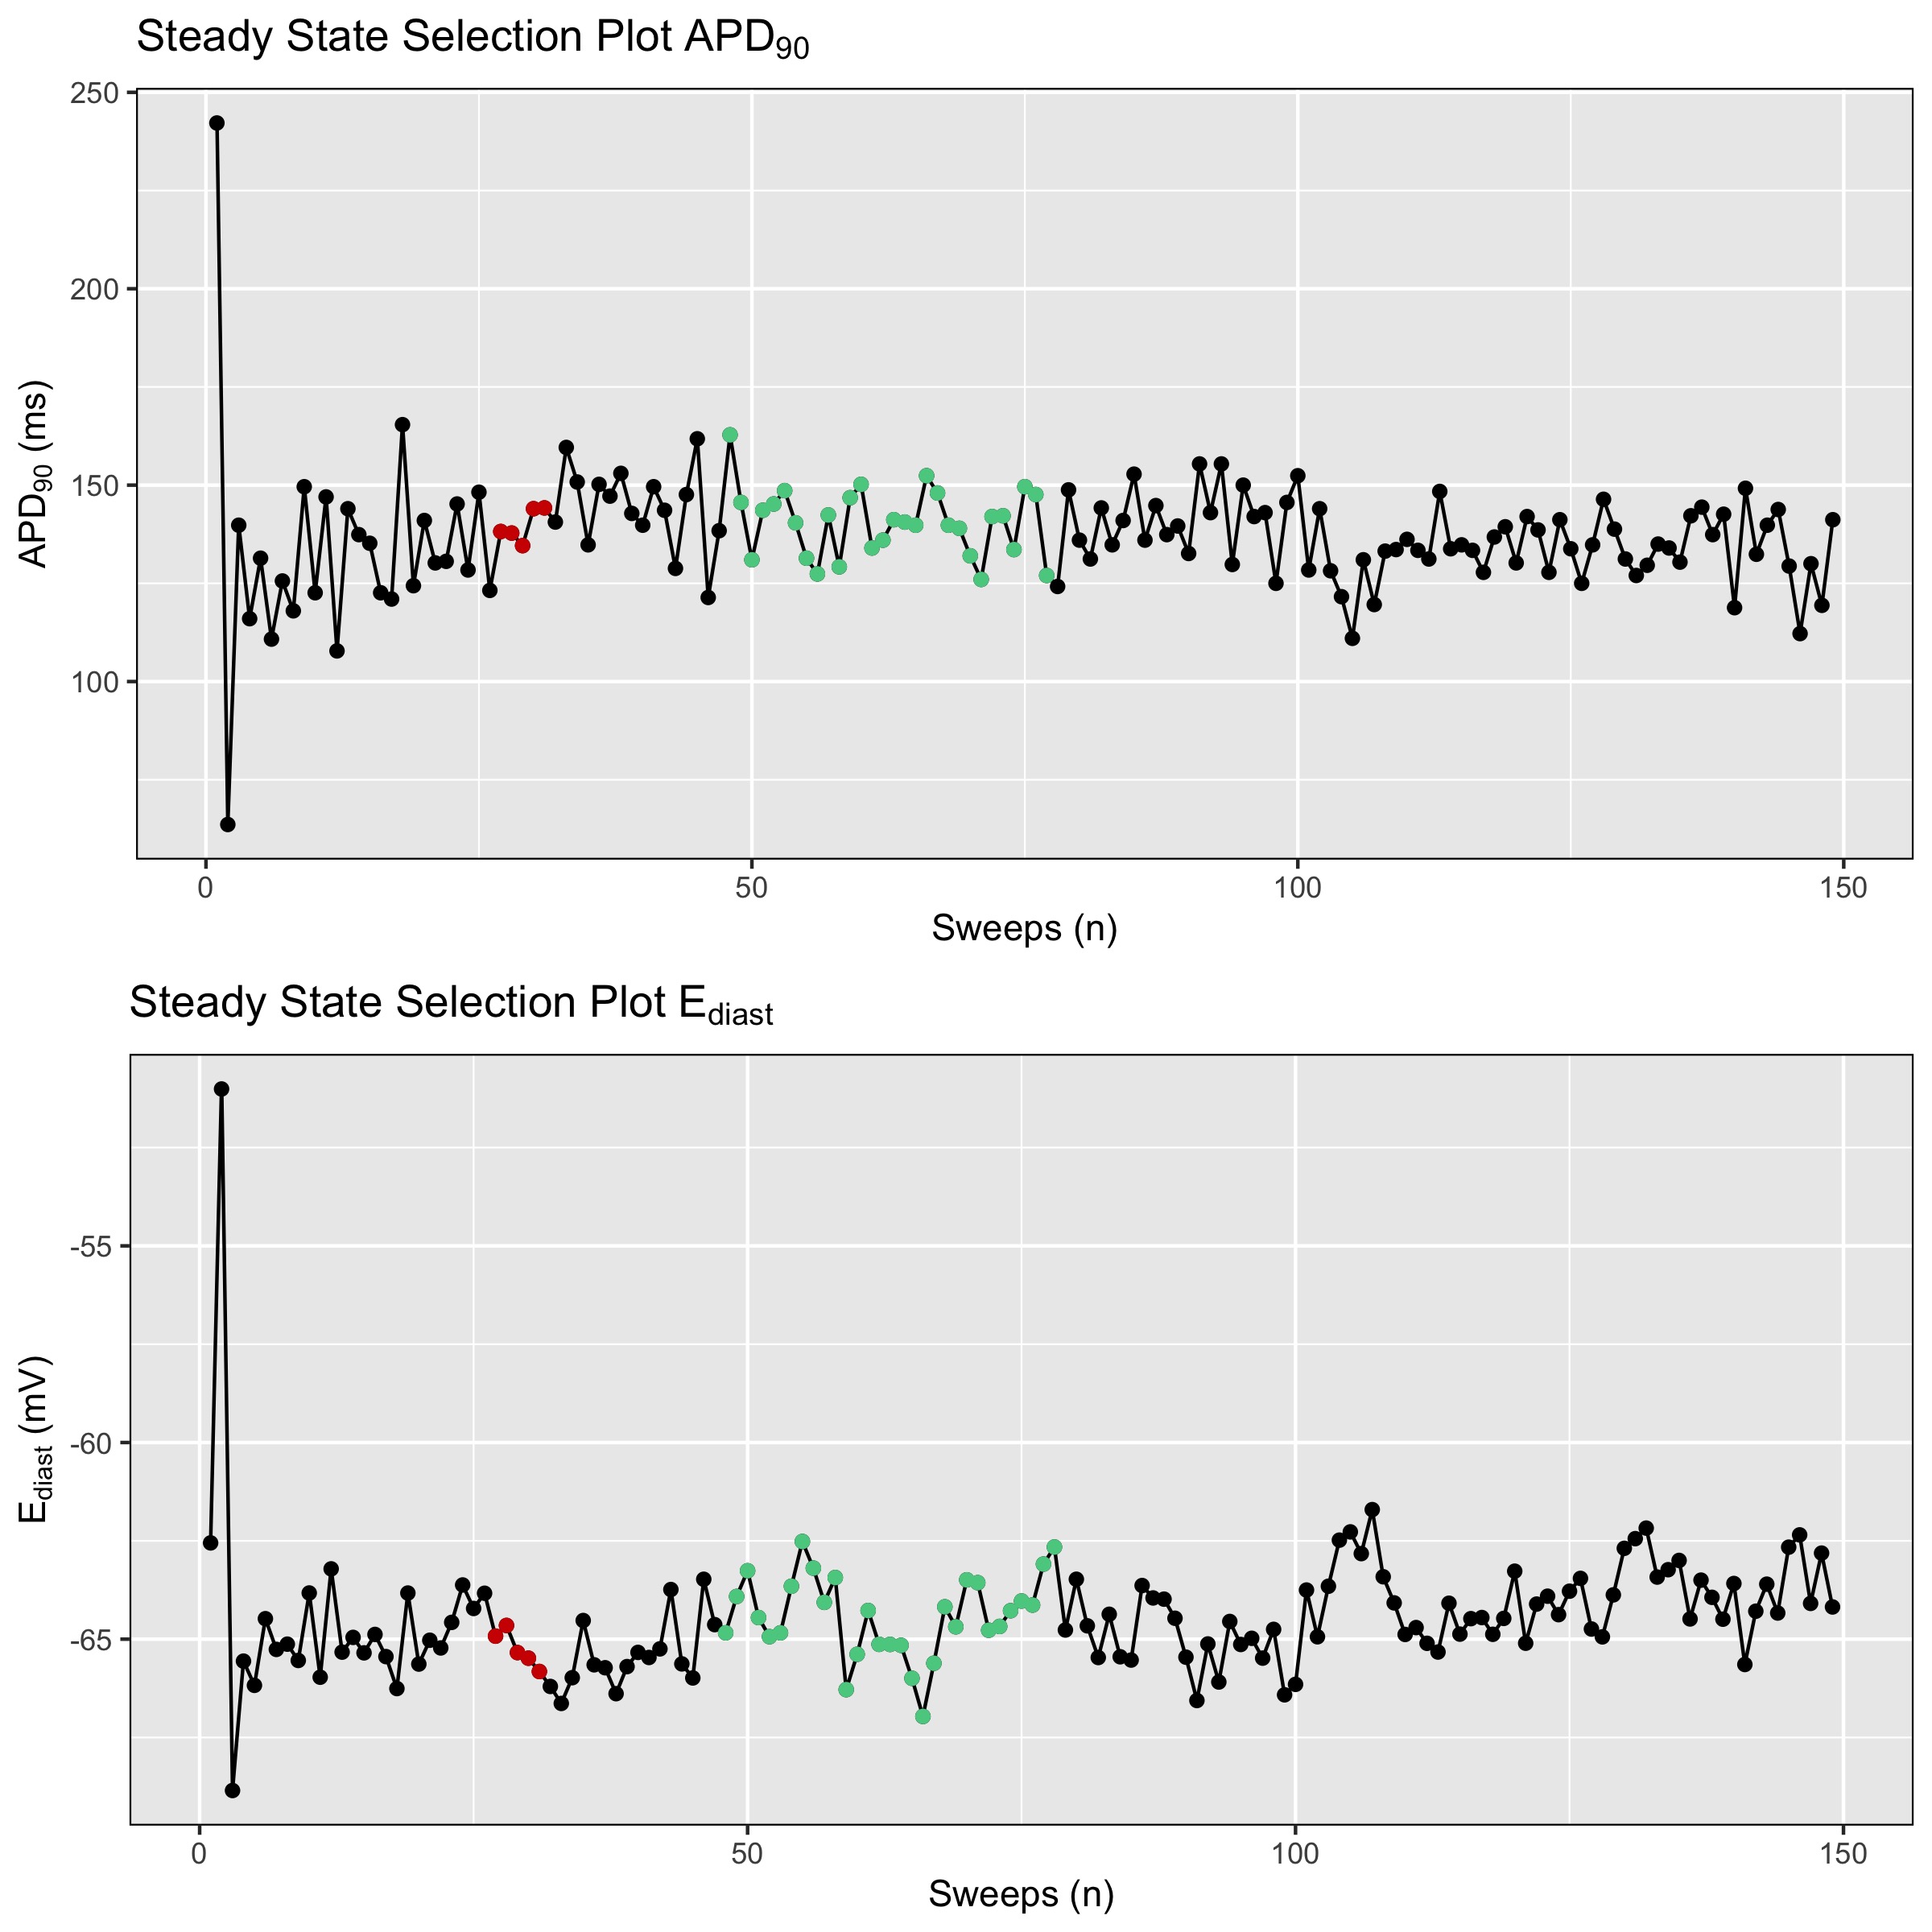 Steady State Selection Plot APD90
250
200
150
100
APD90 (ms)
0 50 100 150
Sweeps (n)
Steady State Selection Plot Ediast
-55
-60
-65
Ediast (mV)
0 50 100 150
Sweeps (n)